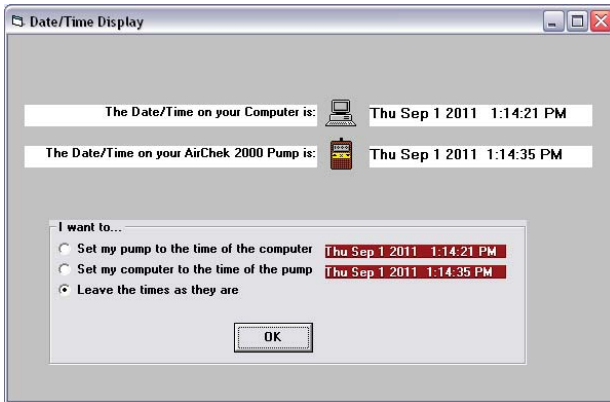 Date/Time Display
The Date/Time on your Computer is: Thu Sep 1 2011 1:14:21 PM
The Date/Time on your AirChek 2000 Pump is: Thu Sep 1 2011 1:14:35 PM
I want to...
Set my pump to the time of the computer Thu Sep 1 2011 1:14:21 PM
Set my computer to the time of the pump Thu Sep 1 2011 1:14:35 PM
Leave the times as they are
OK